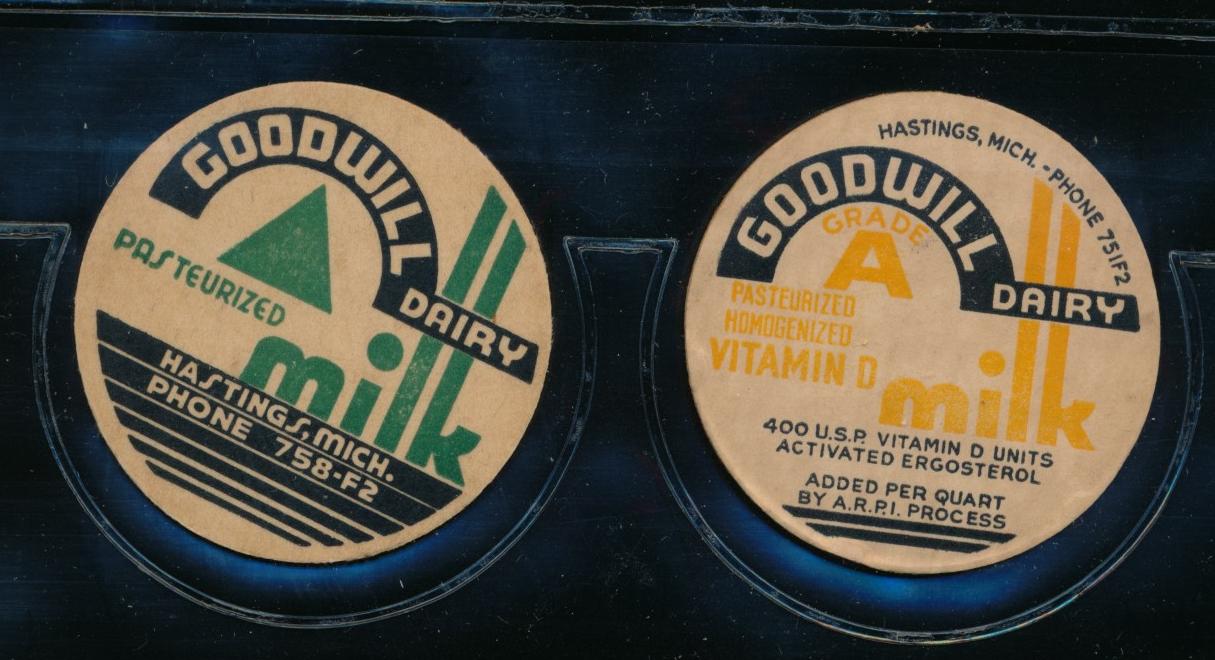 GOODWILL
DAIRY
PASTEURIZED
milk
HASTINGS, MICH.
PHONE 758-F2
HASTINGS, MICH. - PHONE 751F2
GOODWILL
DAIRY
GRADE
A
PASTEURIZED
HOMOGENIZED
VITAMIN D
milk
400 U.S.P. VITAMIN D UNITS
ACTIVATED ERGOSTEROL
ADDED PER QUART
BY A.R.P.I. PROCESS